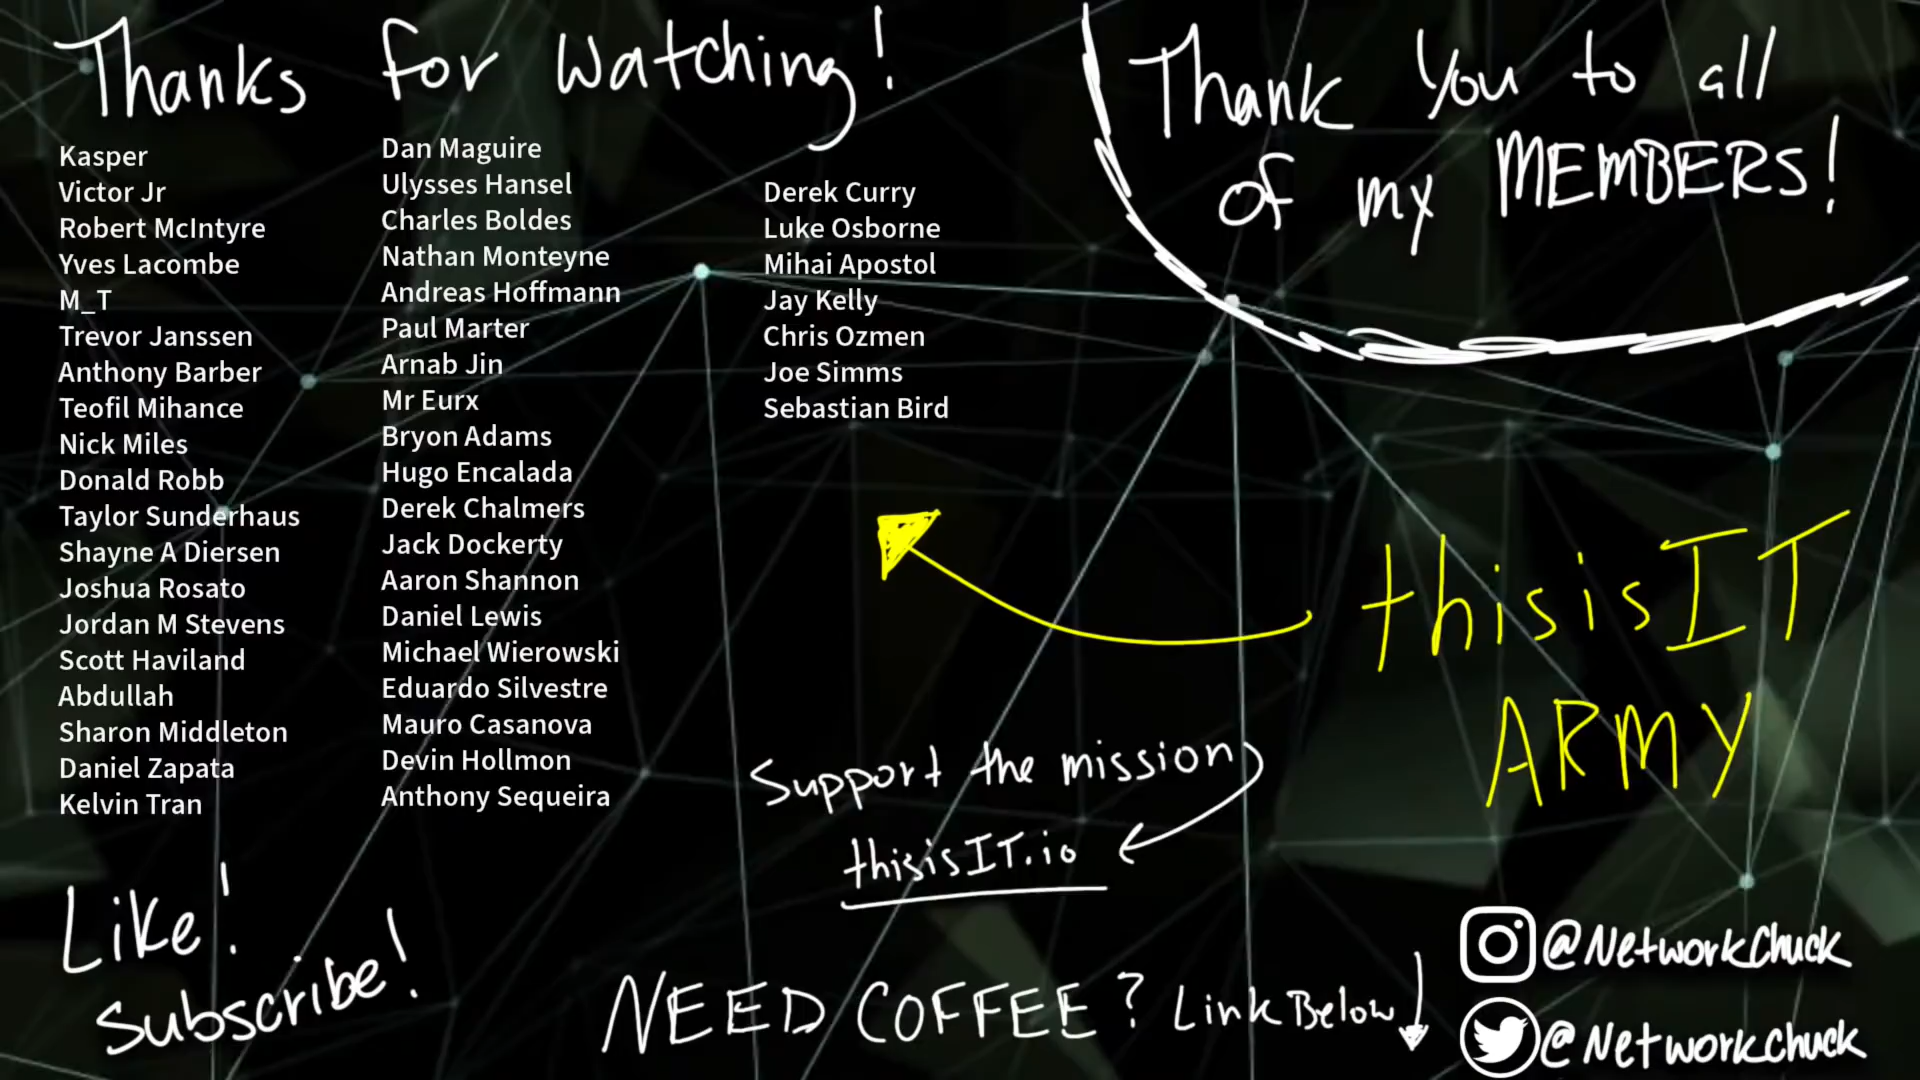 Thanks for watching!
Kasper
Victor Jr
Robert McIntyre
Yves Lacombe
M_T
Trevor Janssen
Anthony Barber
Teofil Mihance
Nick Miles
Donald Robb
Taylor Sunderhaus
Shayne A Diersen
Joshua Rosato
Jordan M Stevens
Scott Haviland
Abdullah
Sharon Middleton
Daniel Zapata
Kelvin Tran
Dan Maguire
Ulysses Hansel
Charles Boldes
Nathan Monteyne
Andreas Hoffmann
Paul Marter
Arnab Jin
Mr Eurx
Bryon Adams
Hugo Encalada
Derek Chalmers
Jack Dockerty
Aaron Shannon
Daniel Lewis
Michael Wierowski
Eduardo Silvestre
Mauro Casanova
Devin Hollmon
Anthony Sequeira
Derek Curry
Luke Osborne
Mihai Apostol
Jay Kelly
Chris Ozmen
Joe Simms
Sebastian Bird
Thank You to all
of my MEMBERS!
thisisIT
ARMY
Support the mission
thisisIT.io
Like!
Subscribe!
NEED COFFEE? Link Below
@NetworkChuck
@NetworkChuck